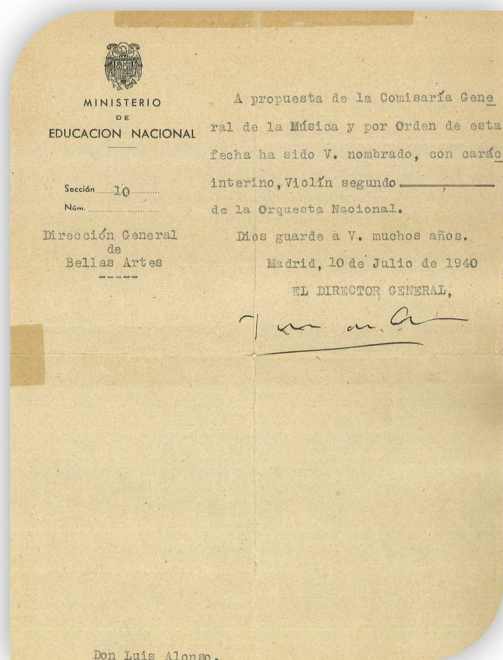 MINISTERIO
DE
EDUCACION NACIONAL
Sección 10
Núm.
Dirección General
de
Bellas Artes
-----
A propuesta de la Comisaría Gene
ral de la Música y por Orden de esta
fecha ha sido V. nombrado, con carác
interino, Violín segundo
de la Orquesta Nacional.
Dios guarde a V. muchos años.
Madrid, 10 de Julio de 1940
EL DIRECTOR GENERAL,
Don Luis Alonso.